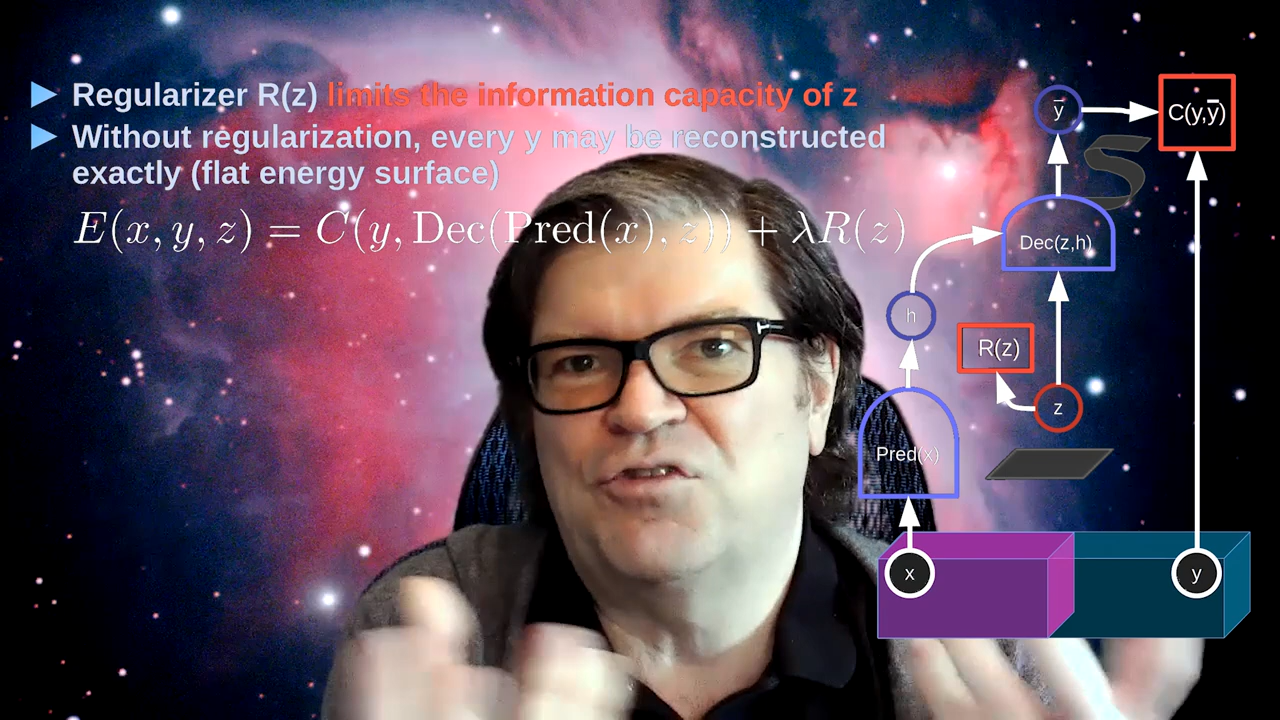 Regularizer R(z) limits the information capacity of z
Without regularization, every y may be reconstructed
exactly (flat energy surface)
E(x, y, z) = C(y, Dec(Pred(x), z)) + λR(z)
ȳ
C(y,ȳ)
Dec(z,h)
h
R(z)
z
Pred(x)
x
y